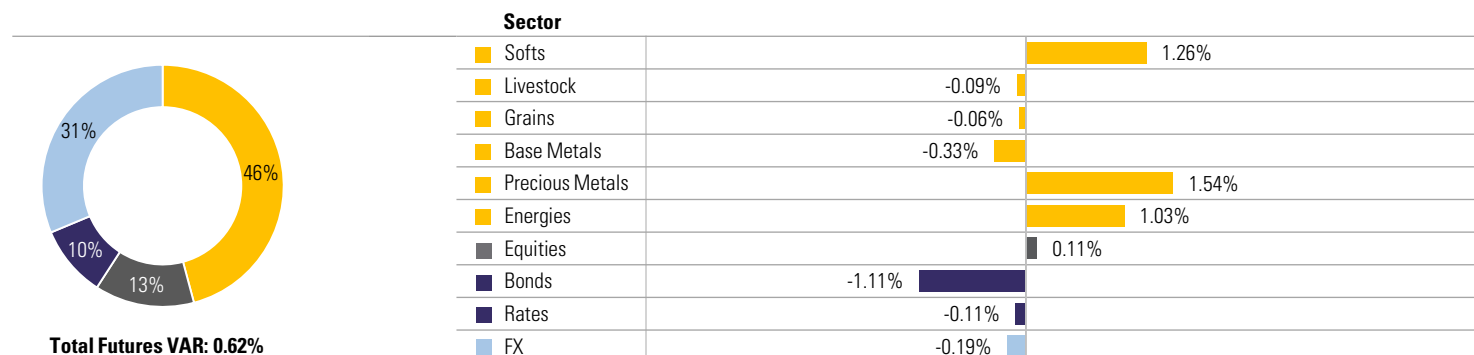 31%
46%
10%
13%
Total Futures VAR: 0.62%
Sector
Softs 1.26%
Livestock -0.09%
Grains -0.06%
Base Metals -0.33%
Precious Metals 1.54%
Energies 1.03%
Equities 0.11%
Bonds -1.11%
Rates -0.11%
FX -0.19%